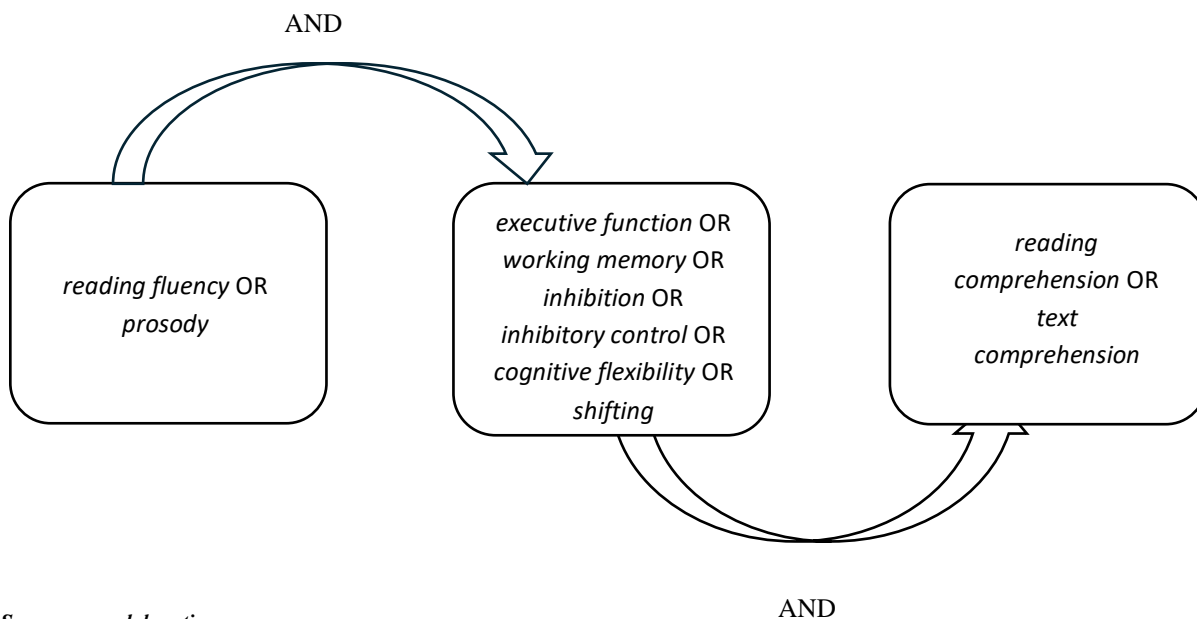 AND
reading fluency OR
prosody
executive function OR
working memory OR
inhibition OR
inhibitory control OR
cognitive flexibility OR
shifting
reading
comprehension OR
text
comprehension
AND